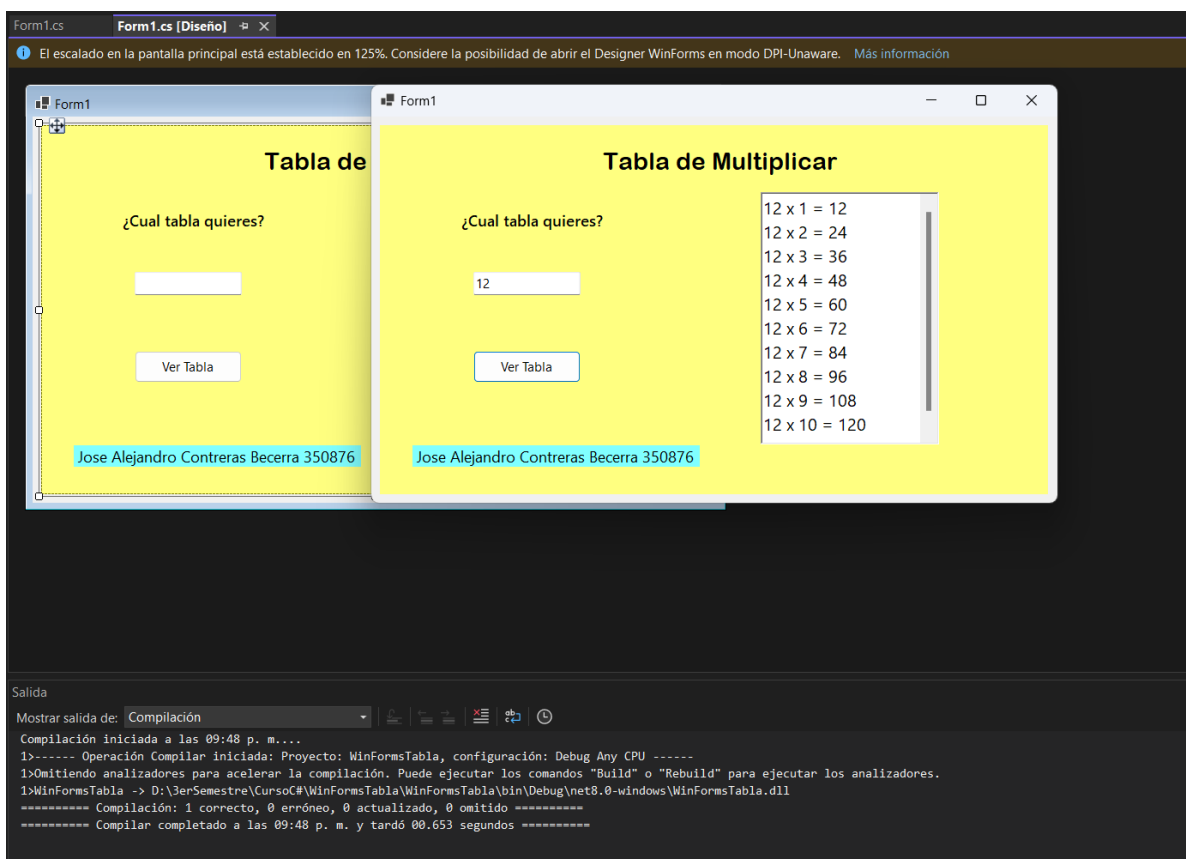 Form1.cs
Form1.cs [Diseño]
El escalado en la pantalla principal está establecido en 125%. Considere la posibilidad de abrir el Designer WinForms en modo DPI-Unaware. Más información
Form1
Tabla de
¿Cual tabla quieres?
Ver Tabla
Jose Alejandro Contreras Becerra 350876
Form1
Tabla de Multiplicar
¿Cual tabla quieres?
12
Ver Tabla
Jose Alejandro Contreras Becerra 350876
12 x 1 = 12
12 x 2 = 24
12 x 3 = 36
12 x 4 = 48
12 x 5 = 60
12 x 6 = 72
12 x 7 = 84
12 x 8 = 96
12 x 9 = 108
12 x 10 = 120
Salida
Mostrar salida de: Compilación
Compilación iniciada a las 09:48 p. m....
1>------ Operación Compilar iniciada: Proyecto: WinFormsTabla, configuración: Debug Any CPU ------
1>Omitiendo analizadores para acelerar la compilación. Puede ejecutar los comandos "Build" o "Rebuild" para ejecutar los analizadores.
1>WinFormsTabla -> D:\3erSemestre\CursoC#\WinFormsTabla\WinFormsTabla\bin\Debug\net8.0-windows\WinFormsTabla.dll
========== Compilación: 1 correcto, 0 erróneo, 0 actualizado, 0 omitido ==========
========== Compilar completado a las 09:48 p. m. y tardó 00.653 segundos ==========